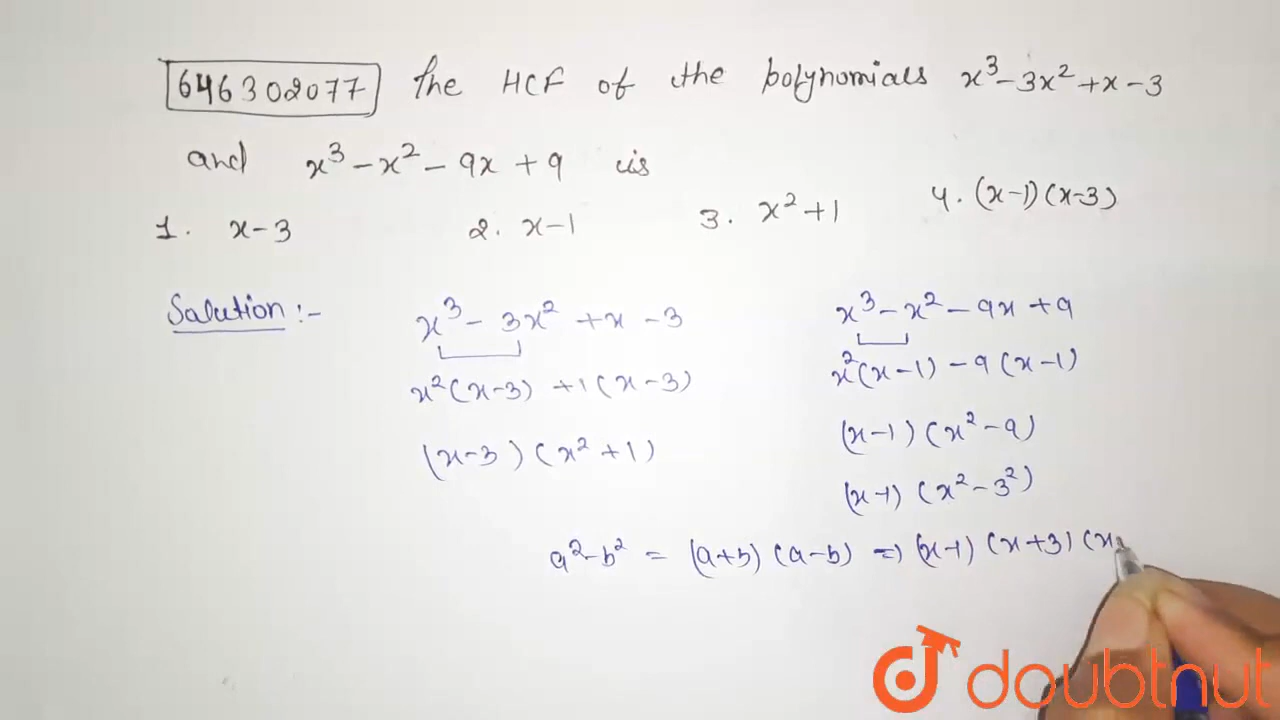 646302077 The HCF of the polynomials x³-3x²+x-3
and x³-x²-9x+9 is
1. x-3 2. x-1 3. x²+1 4. (x-1)(x-3)
Solution :- x³-3x²+x-3 x³-x²-9x+9
x²(x-3)+1(x-3) x²(x-1)-9(x-1)
(x-3)(x²+1) (x-1)(x²-9)
(x-1)(x²-3²)
a²-b² = (a+b)(a-b) => (x-1)(x+3)(x
doubtnut